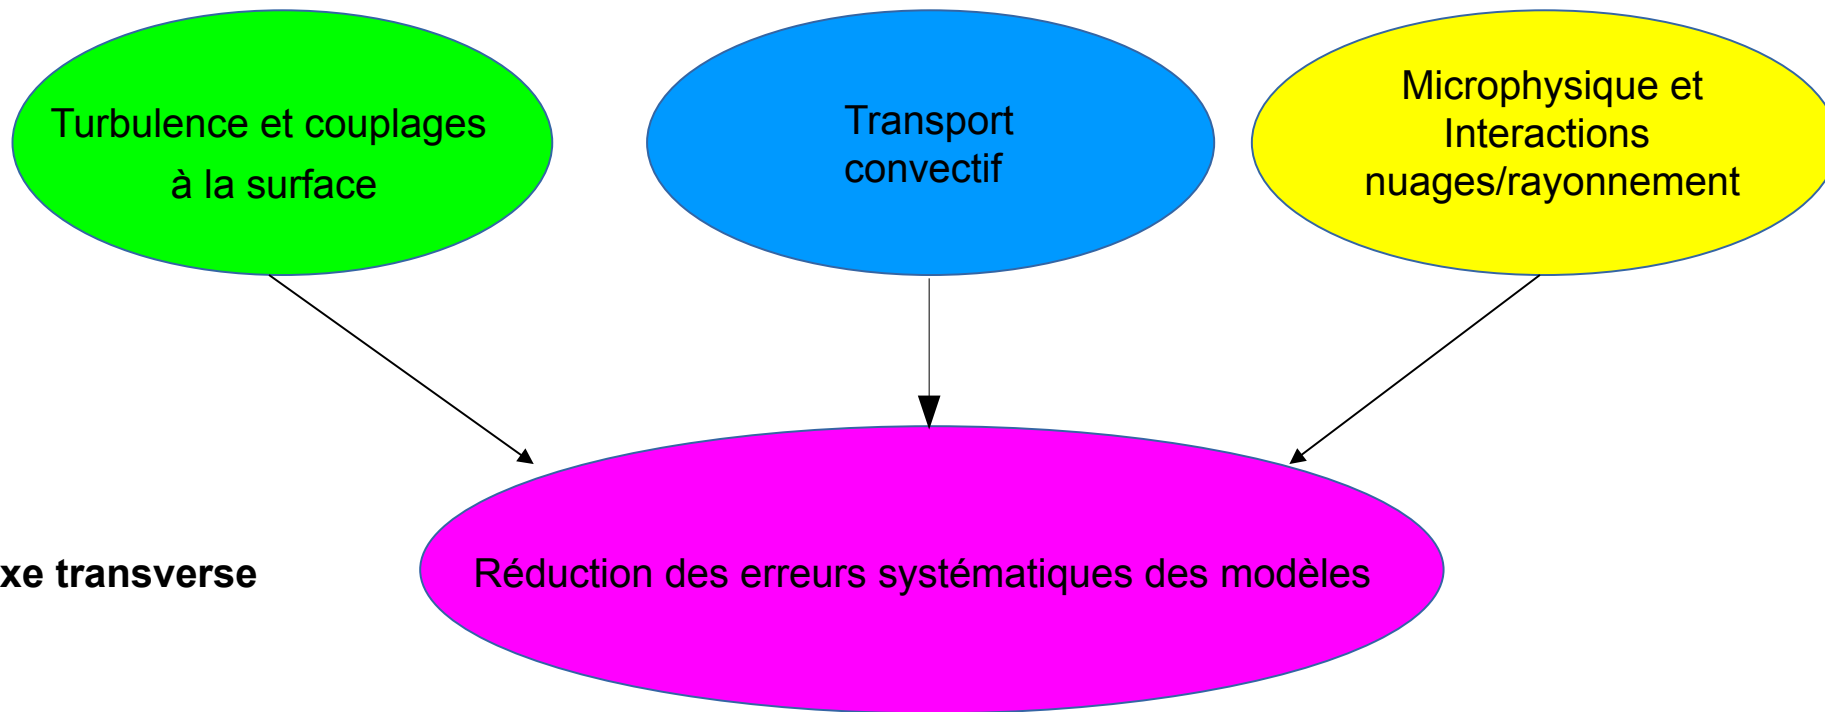 Turbulence et couplages
à la surface
Transport
convectif
Microphysique et
Interactions
nuages/rayonnement
xe transverse
Réduction des erreurs systématiques des modèles